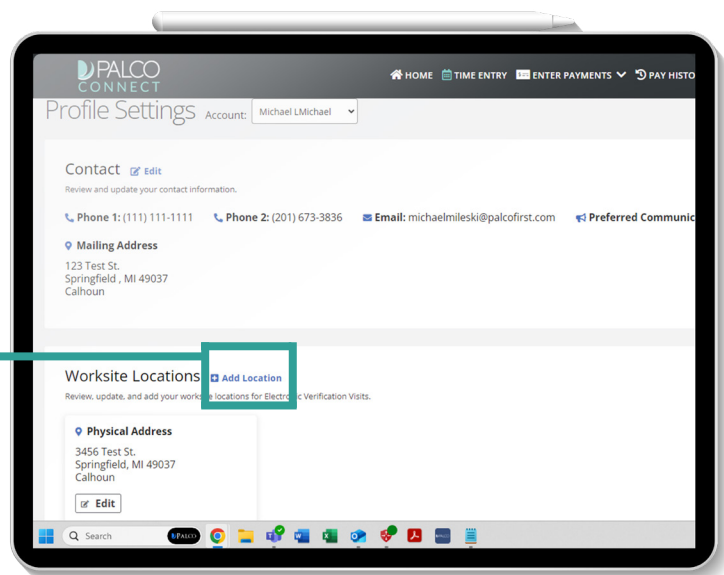 PALCO
CONNECT
HOME TIME ENTRY ENTER PAYMENTS PAY HISTO
Profile Settings Account: Michael LMichael
Contact Edit
Review and update your contact information.
Phone 1: (111) 111-1111 Phone 2: (201) 673-3836 Email: michaelmileski@palcofirst.com Preferred Communic
Mailing Address
123 Test St.
Springfield , MI 49037
Calhoun
Worksite Locations Add Location
Review, update, and add your worksite locations for Electronic Verification Visits.
Physical Address
3456 Test St.
Springfield, MI 49037
Calhoun
Edit
Search PALCO